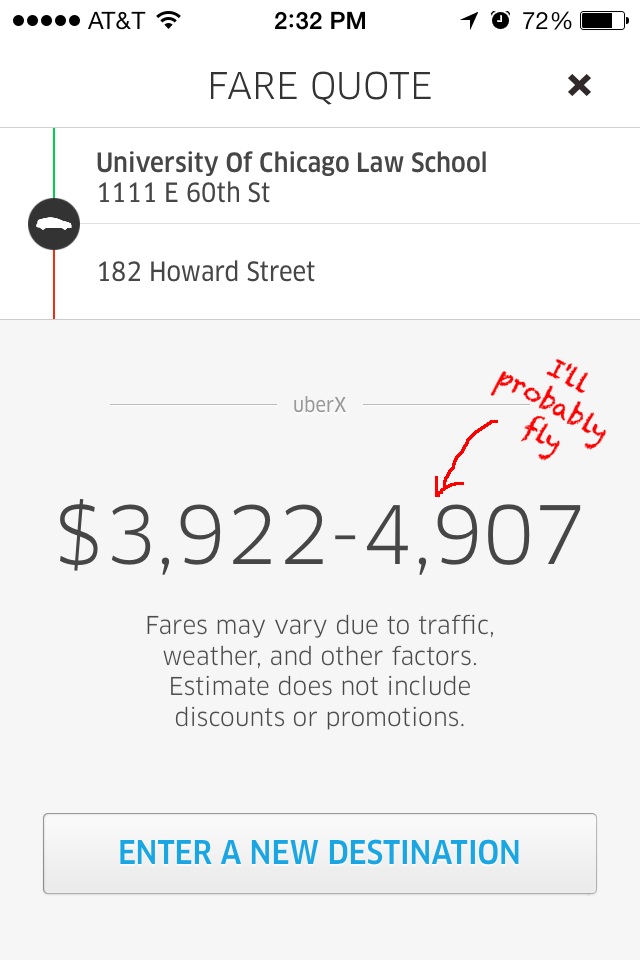 AT&T 2:32 PM 72%
FARE QUOTE
University Of Chicago Law School
1111 E 60th St
182 Howard Street
I'll
probably
fly
uberX
$3,922-4,907
Fares may vary due to traffic,
weather, and other factors.
Estimate does not include
discounts or promotions.
ENTER A NEW DESTINATION